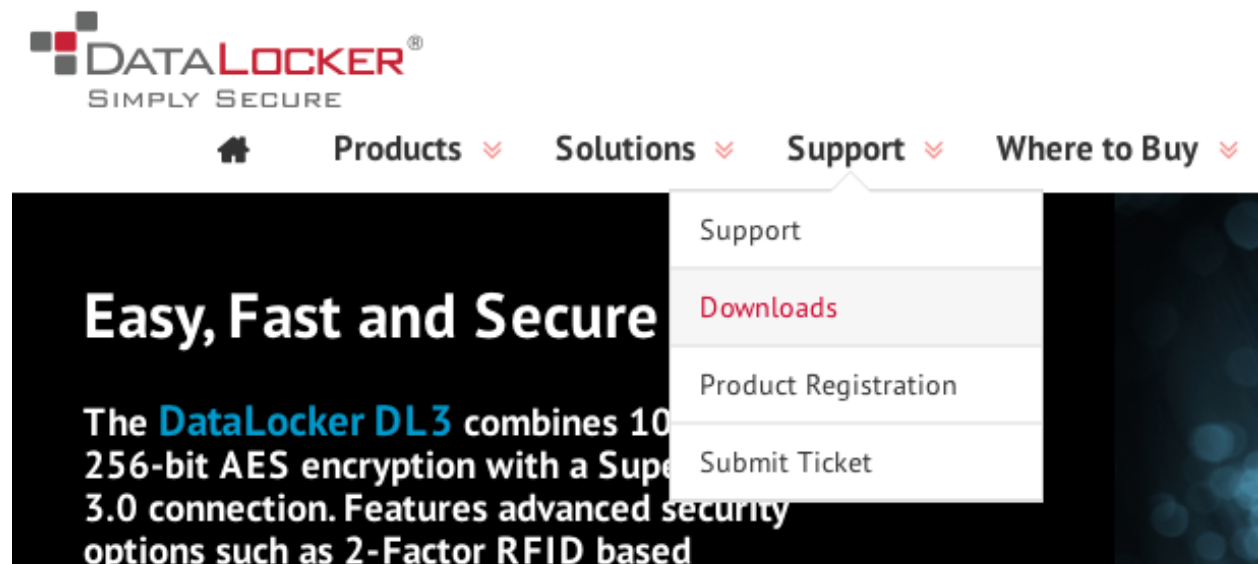 DATALOCKER®
SIMPLY SECURE
Products Solutions Support Where to Buy
Support
Downloads
Product Registration
Submit Ticket
Easy, Fast and Secure
The DataLocker DL3 combines 10
256-bit AES encryption with a Supe
3.0 connection. Features advanced security
options such as 2-Factor RFID based